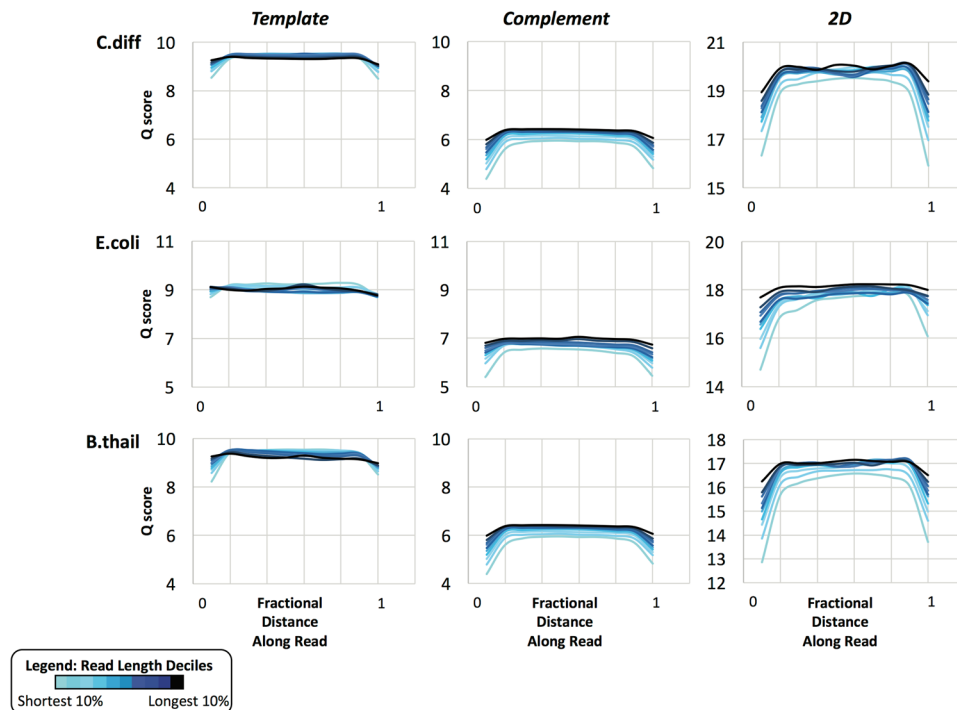 Template Complement 2D
C.diff
Q score
10
8
6
4
0 1
10
8
6
4
0 1
21
20
19
18
17
15
0 1
E.coli
Q score
11
9
7
5
0 1
11
9
7
5
0 1
20
18
16
14
0 1
B.thail
Q score
10
8
6
4
0 1
Fractional
Distance
Along Read
10
8
6
4
0 1
Fractional
Distance
Along Read
18
17
16
15
14
13
12
0 1
Fractional
Distance
Along Read
Legend: Read Length Deciles
Shortest 10% Longest 10%